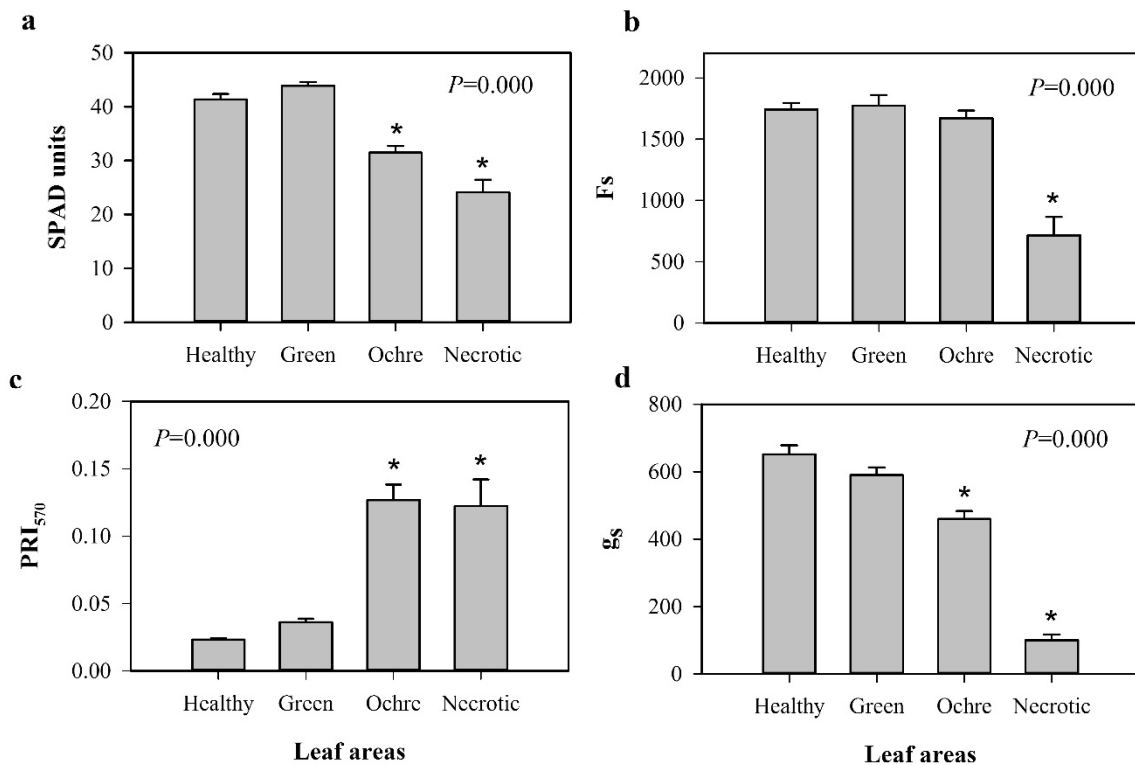 a
SPAD units
50
40
30
20
10
0
P=0.000
*
*
Healthy Green Ochre Necrotic
b
Fs
2000
1500
1000
500
0
P=0.000
*
Healthy Green Ochre Necrotic
c
PRI570
0.20
0.15
0.10
0.05
0.00
P=0.000
*
*
Healthy Green Ochre Necrotic
Leaf areas
d
gs
800
600
400
200
0
P=0.000
*
*
Healthy Green Ochre Necrotic
Leaf areas